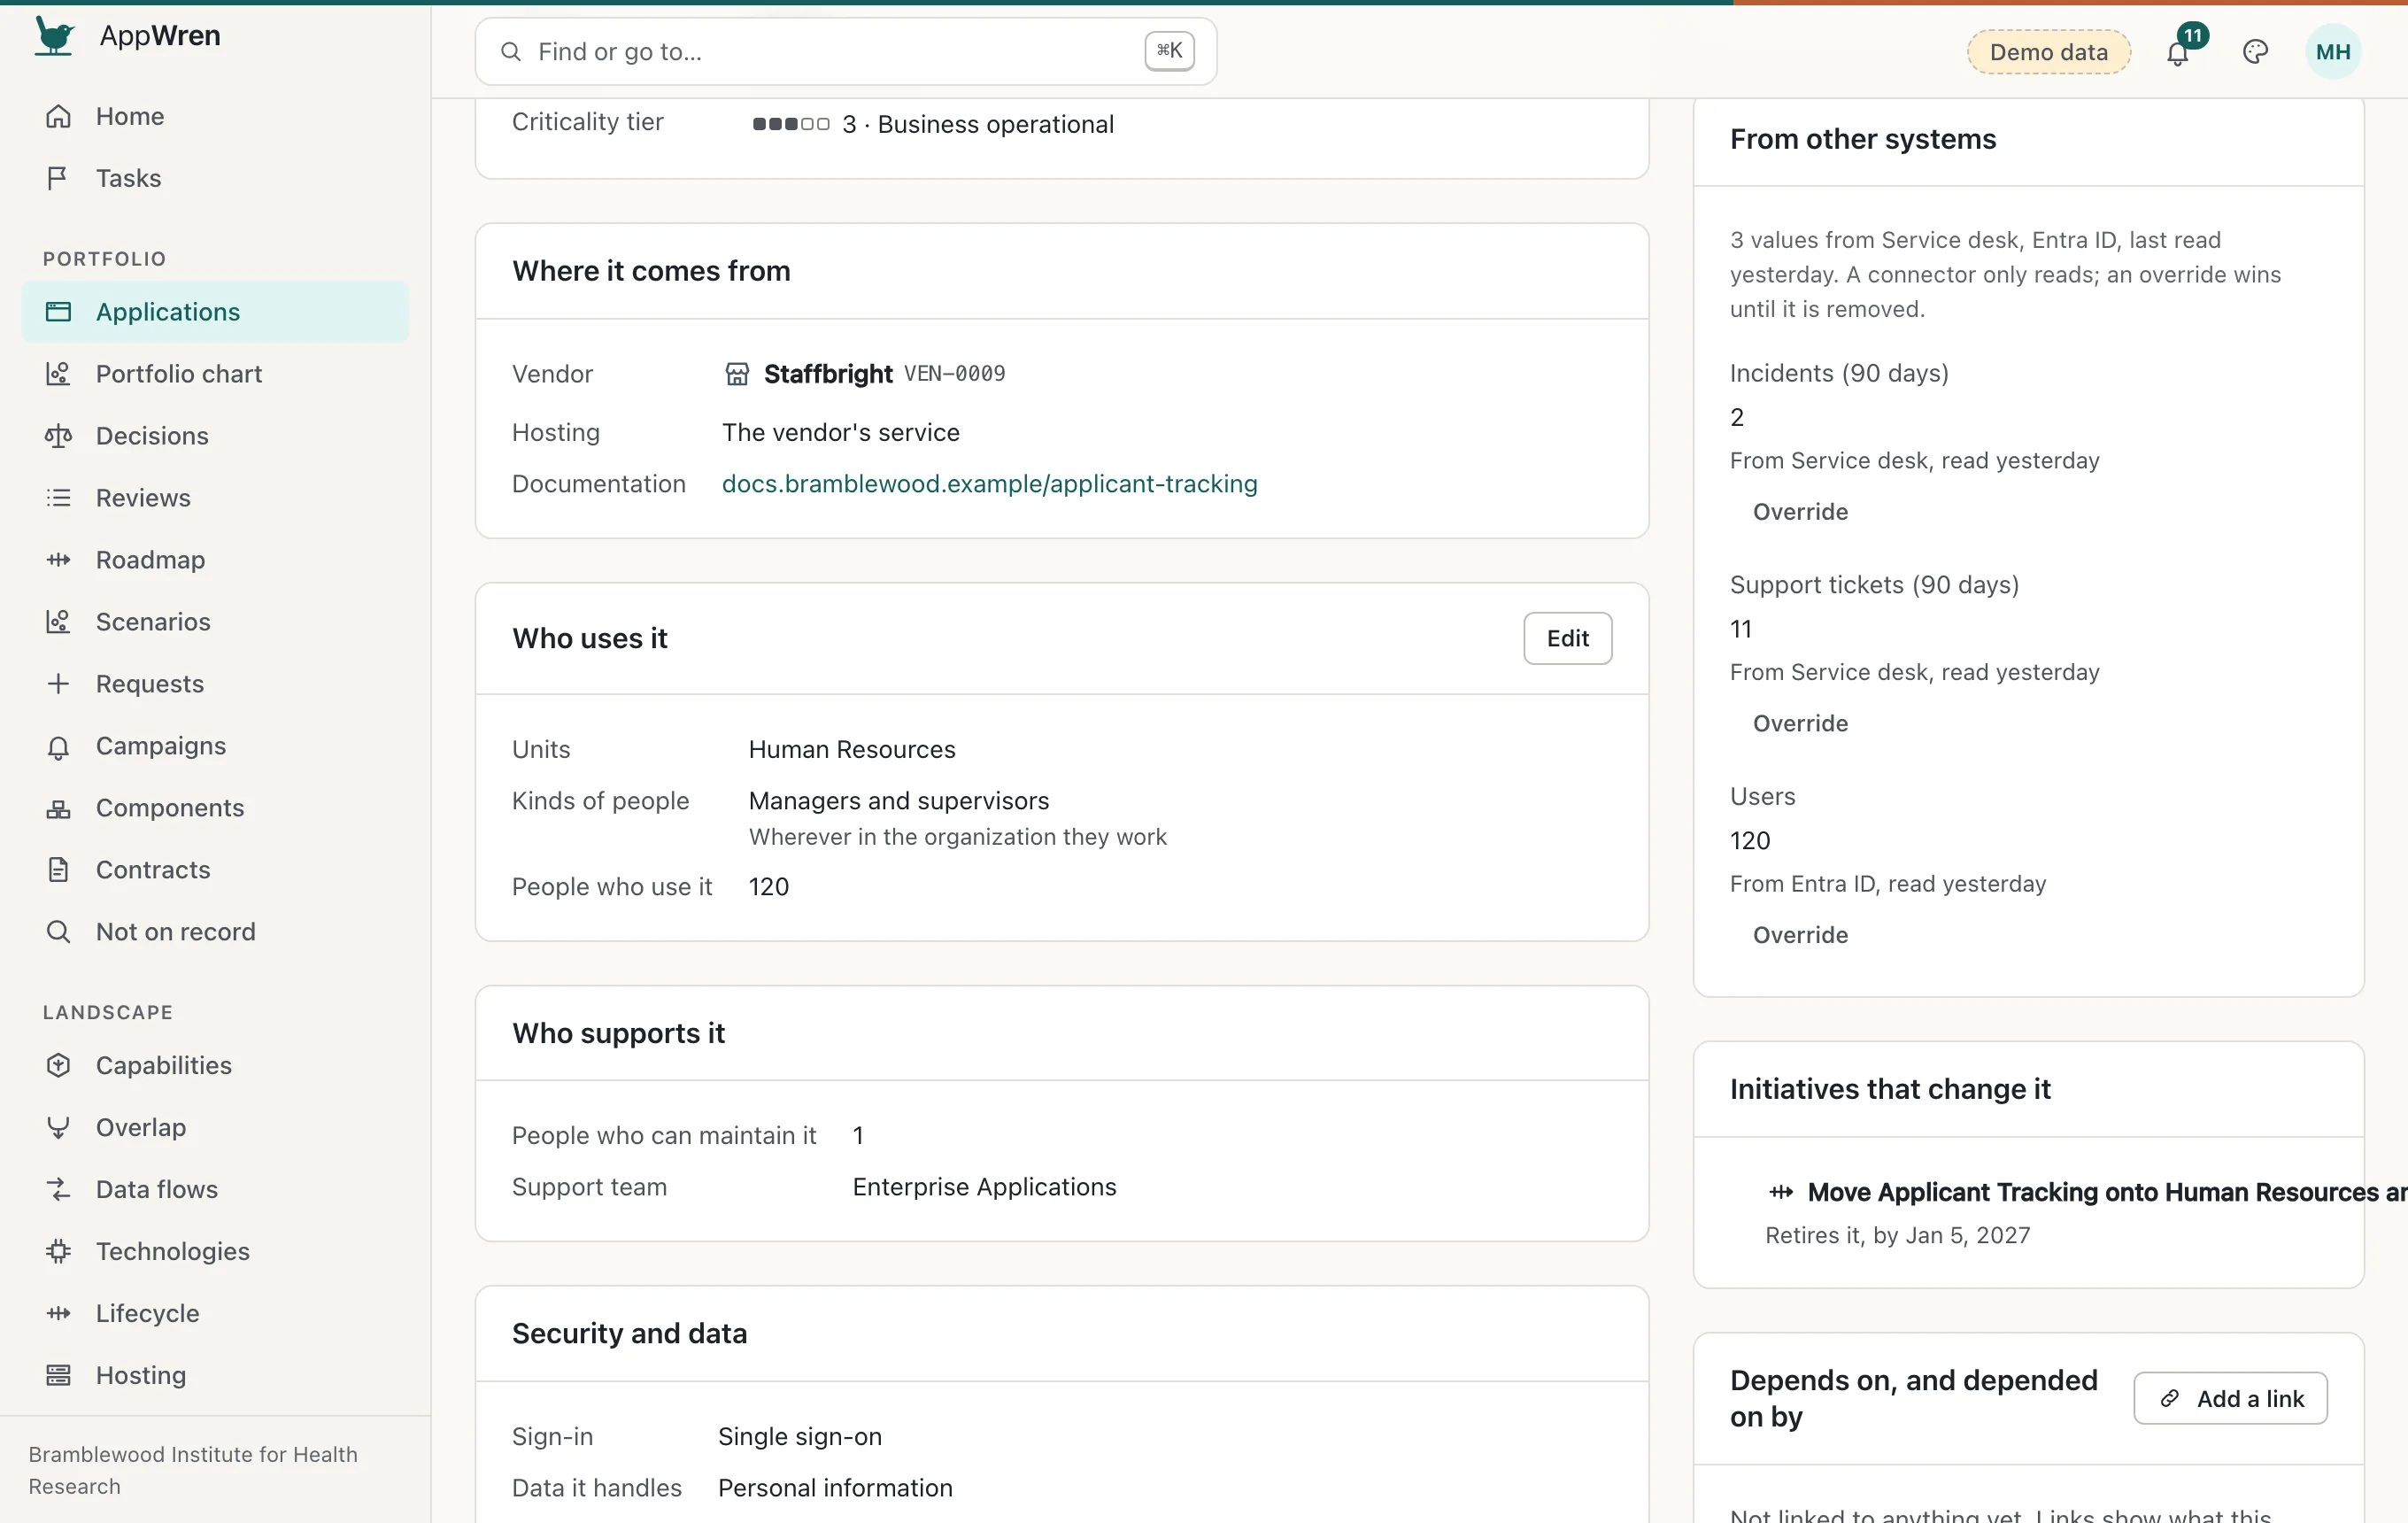 AppWren
Find or go to...
⌘K
Demo data
11
MH
Home
Tasks
PORTFOLIO
Applications
Portfolio chart
Decisions
Reviews
Roadmap
Scenarios
Requests
Campaigns
Components
Contracts
Not on record
LANDSCAPE
Capabilities
Overlap
Data flows
Technologies
Lifecycle
Hosting
Bramblewood Institute for Health
Research
Criticality tier 3 · Business operational
Where it comes from
Vendor Staffbright VEN-0009
Hosting The vendor's service
Documentation docs.bramblewood.example/applicant-tracking
Who uses it
Edit
Units Human Resources
Kinds of people Managers and supervisors
Wherever in the organization they work
People who use it 120
Who supports it
People who can maintain it 1
Support team Enterprise Applications
Security and data
Sign-in Single sign-on
Data it handles Personal information
From other systems
3 values from Service desk, Entra ID, last read
yesterday. A connector only reads; an override wins
until it is removed.
Incidents (90 days)
2
From Service desk, read yesterday
Override
Support tickets (90 days)
11
From Service desk, read yesterday
Override
Users
120
From Entra ID, read yesterday
Override
Initiatives that change it
Move Applicant Tracking onto Human Resources
Retires it, by Jan 5, 2027
Depends on, and depended
on by
Add a link
Not linked to anything yet. Links show what this